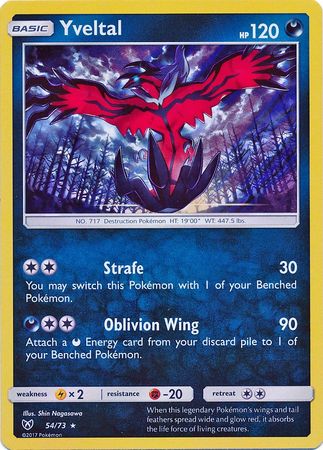 BASIC
Yveltal
HP 120
NO. 717 Destruction Pokémon HT: 19'00" WT: 447.5 lbs.
Strafe 30
You may switch this Pokémon with 1 of your Benched
Pokémon.
Oblivion Wing 90
Attach a Energy card from your discard pile to 1 of
your Benched Pokémon.
weakness ×2 resistance -20 retreat
Illus. Shin Nagasawa
54/73 ★
©2017 Pokémon
When this legendary Pokémon's wings and tail
feathers spread wide and glow red, it absorbs
the life force of living creatures.